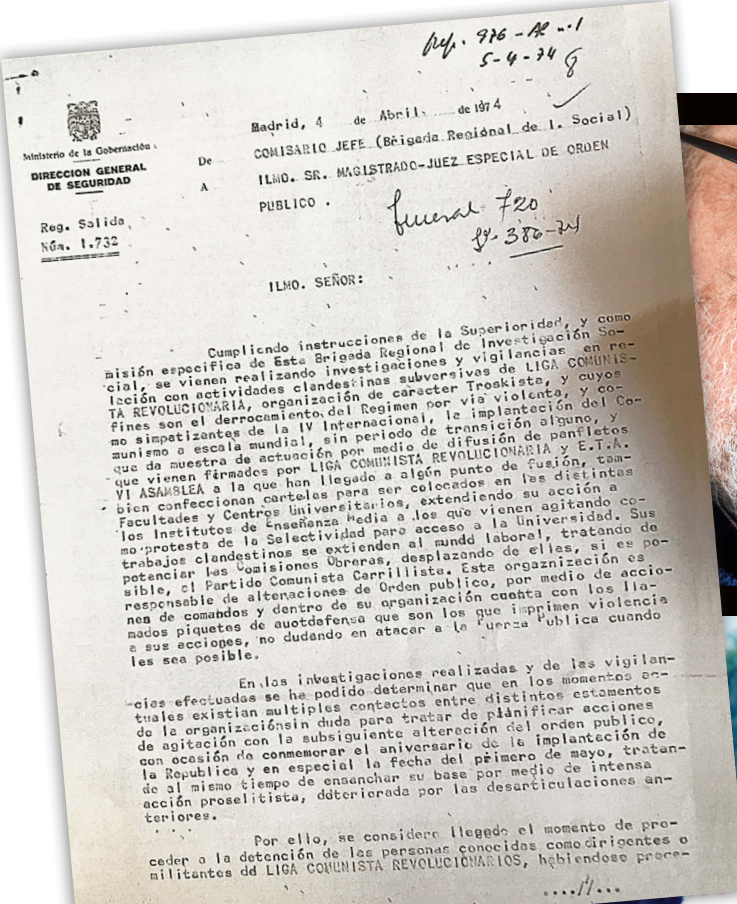 976
5-4-74
Madrid, 4 de Abril. de 1974
Ministerio de la Gobernación
DIRECCION GENERAL
DE SEGURIDAD
De COMISARIO JEFE (Brigada Regional de I. Social)
A ILMO. SR. MAGISTRADO-JUEZ ESPECIAL DE ORDEN
PUBLICO .
Reg. Salida
Núm. 1.732
720
386-74
ILMO. SEÑOR:
Cumpliendo instrucciones de la Superioridad, y como
misión especifica de Esta Brigada Regional de Investigación So-
cial, se vienen realizando investigaciones y vigilancias en re-
lación con actividades clandestinas subversivas de LIGA COMUNIS-
TA REVOLUCIONARIA, organización de caracter Troskista, y cuyos
fines son el derrocamiento del Regimen por via violenta, y co-
mo simpatizantes de la IV Internacional, la implanteción del Co-
munismo a escala mundial, sin periodo de transición alguno, y
que da muestra de actuación por medio de difusión de panfletos
que vienen firmados por LIGA COMUNISTA REVOLUCIONARIA y E.T.A.
VI ASAMBLEA a la que han llegado a algún punto de fusión, tam-
bien confeccionan carteles para ser colocados en las distintas
Facultades y Centros Universitarios, extendiendo su acción a
los Institutos de Enseñanza Media a los que vienen agitando co-
mo protesta de la Selectividad para acceso a la Universidad. Sus
trabajos clandestinos se extienden al mundo laboral, tratando de
potenciar las Comisiones Obreras, desplazando de ellas, si es po-
sible, el Partido Comunista Carrillista. Esta orgaznización es
responsable de alteraciones de Orden publico, por medio de accio-
nes de comandos y dentro de su organización cuenta con los lla-
mados piquetes de auotdefensa que son los que imprimen violencia
a sus acciones, no dudando en atacar a la Fuerza Publica cuando
les sea posible.
En las investigaciones realizadas y de las vigilan-
cias efectuadas se ha podido determinar que en los momentos ac-
tuales existian multiples contactos entre distintos estamentos
de la organizaciónsin duda para tratar de planificar acciones
de agitación con la subsiguiente alteración del orden publico,
con ocasión de conmemorar el aniversario de la implantación de
la Republica y en especial la fecha del primero de mayo, tratan-
do al mismo tiempo de ensanchar su base por medio de intensa
acción proselitista, deteriorada por las desarticulaciones an-
teriores.
Por ello, se considero llegado el momento de pro-
ceder a la detención de las personas conocidas como dirigentes o
militantes dd LIGA COMUNISTA REVOLUCIONARIOS, habiendose proce-
....//...